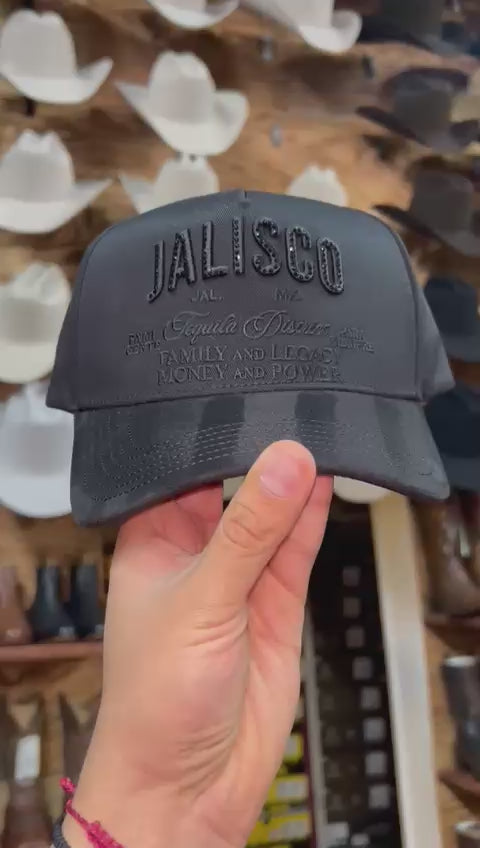 JALISCO
JAL. MX.
Tequila District
FAMILY AND LEGACY
MONEY AND POWER